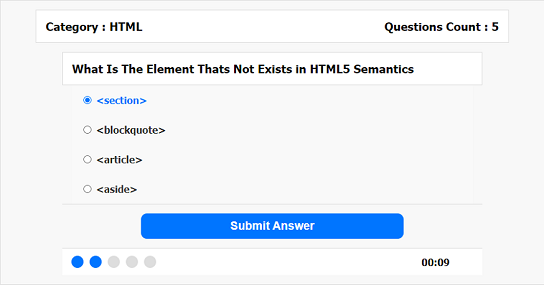 Category : HTML
Questions Count : 5
What Is The Element Thats Not Exists in HTML5 Semantics
<section>
<blockquote>
<article>
<aside>
Submit Answer
00:09